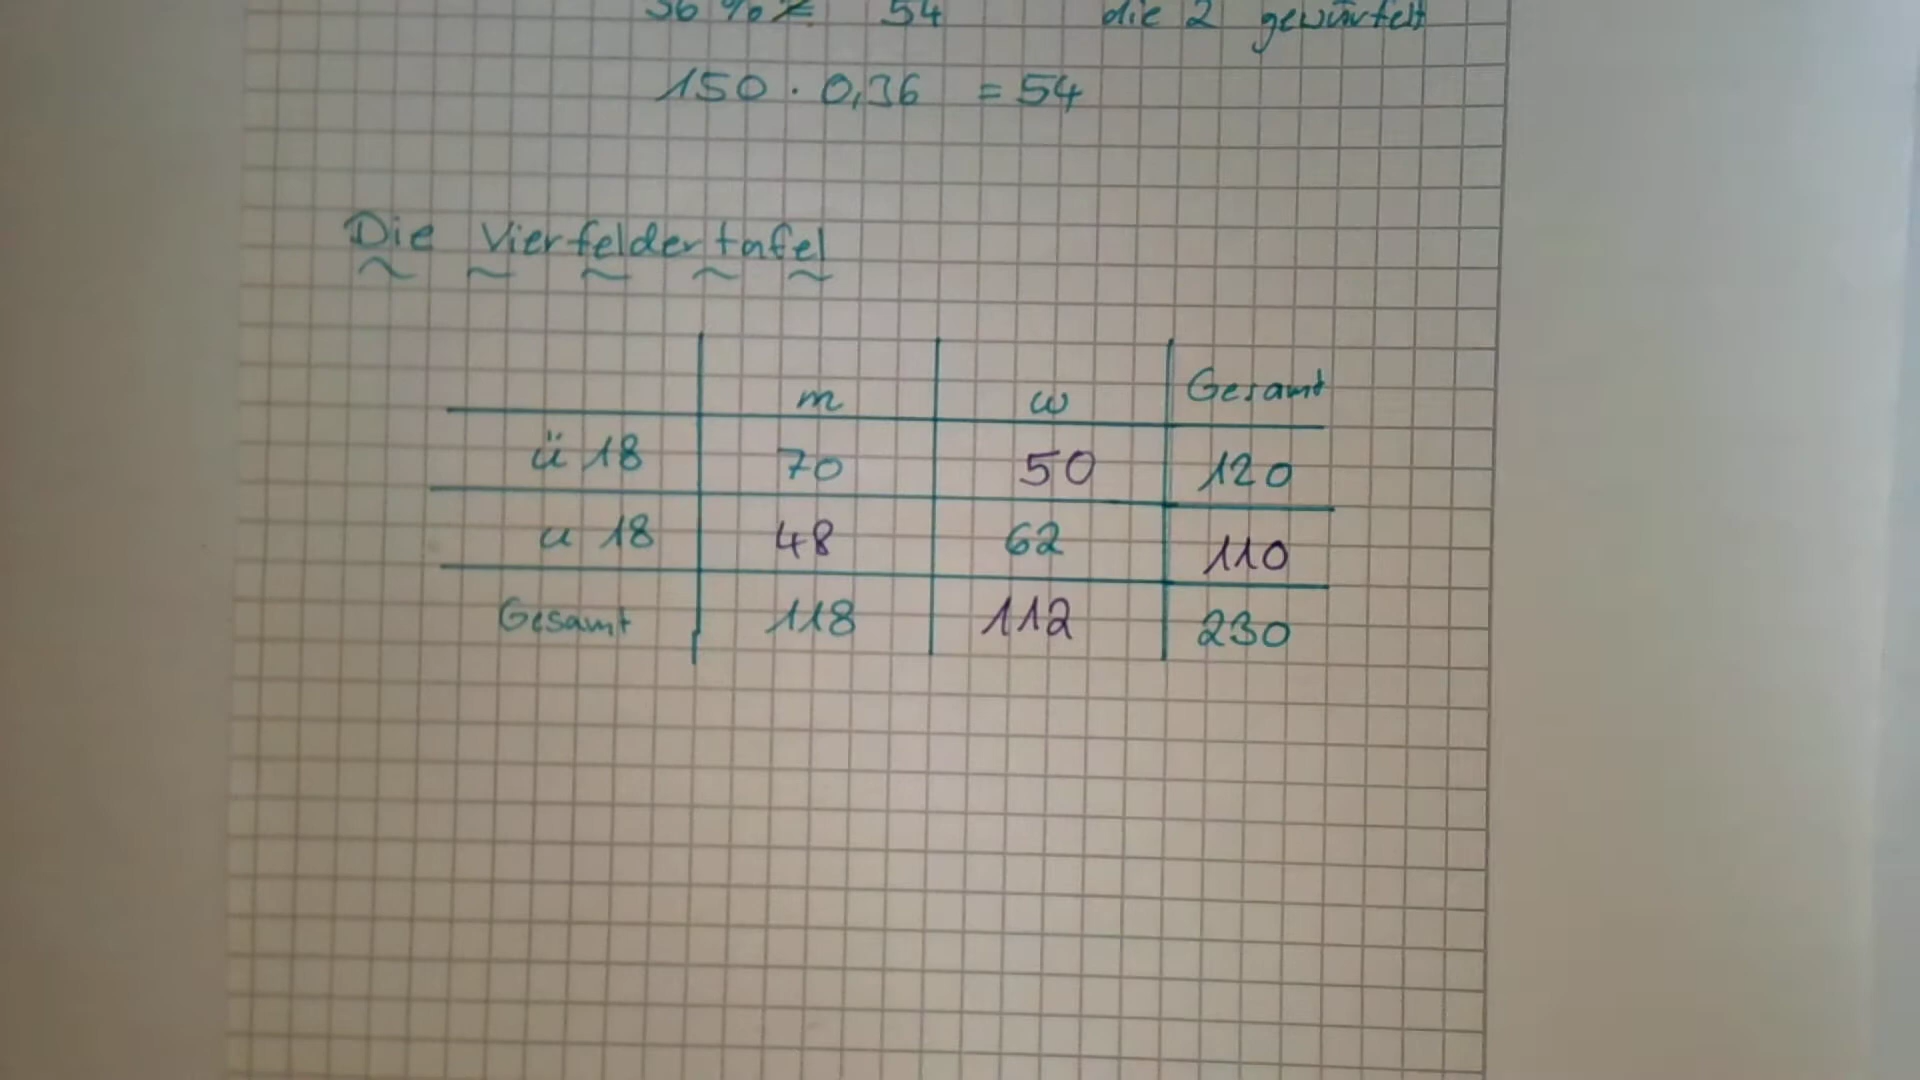 36 % ≙ 54 die 2 gewürfelt
150 · 0,36 = 54
Die Vierfeldertafel
m w Gesamt
ü 18 70 50 120
u 18 48 62 110
Gesamt 118 112 230